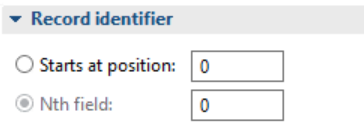 Record identifier
Starts at position: 0
Nth field: 0